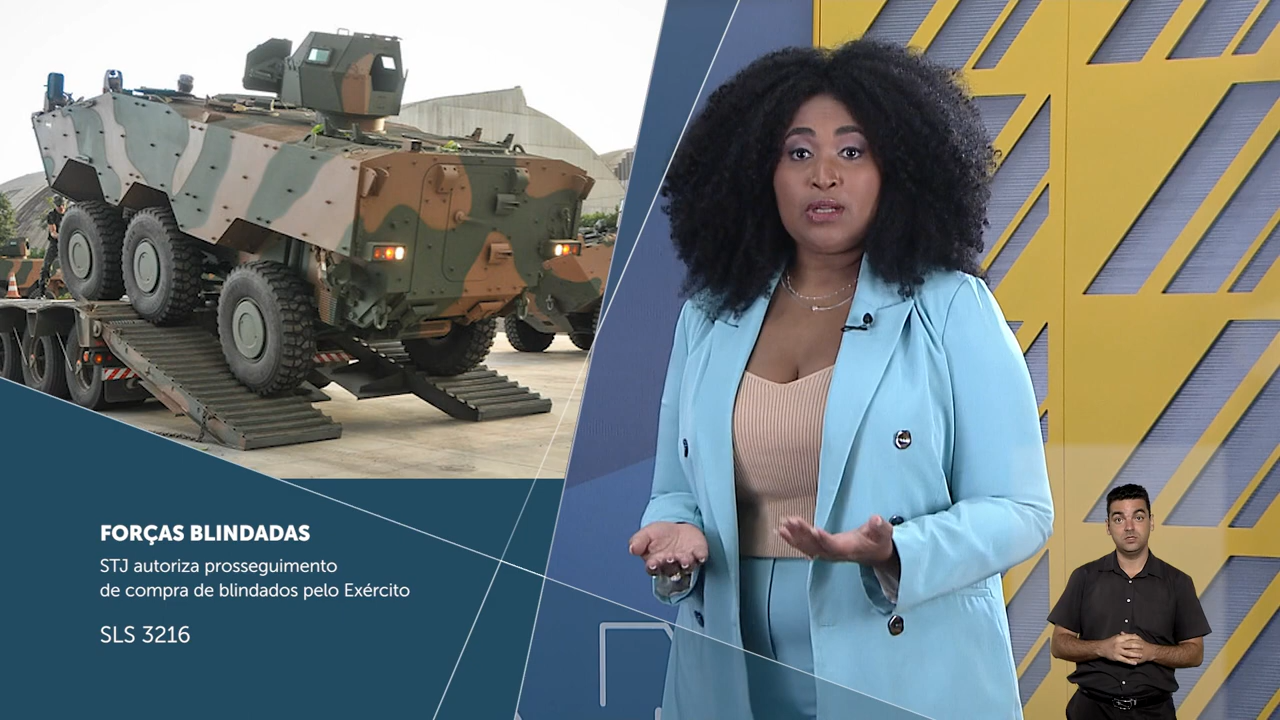 FORÇAS BLINDADAS
STJ autoriza prosseguimento
de compra de blindados pelo Exército
SLS 3216